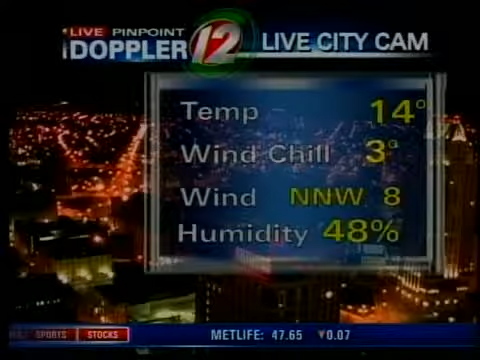 LIVE PINPOINT
DOPPLER 12 LIVE CITY CAM
Temp 14°
Wind Chill 3°
Wind NNW 8
Humidity 48%
SPORTS STOCKS METLIFE: 47.65 ▼0.07